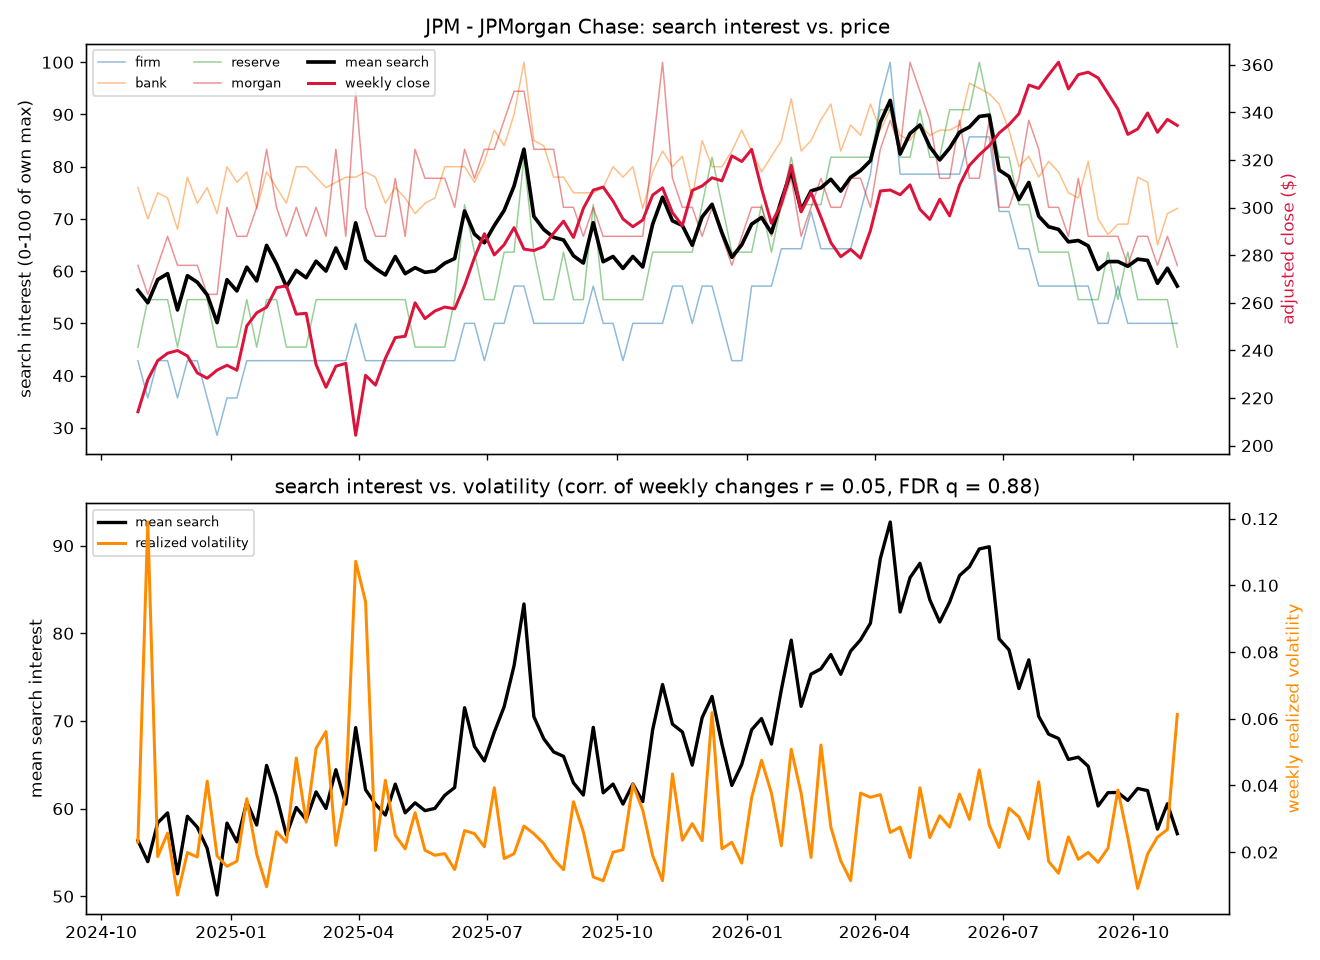 JPM - JPMorgan Chase: search interest vs. price
firm
bank
reserve
morgan
mean search
weekly close
search interest (0-100 of own max)
100
90
80
70
60
50
40
30
adjusted close ($)
360
340
320
300
280
260
240
220
200
search interest vs. volatility (corr. of weekly changes r = 0.05, FDR q = 0.88)
mean search
realized volatility
mean search interest
90
80
70
60
50
weekly realized volatility
0.12
0.10
0.08
0.06
0.04
0.02
2024-10
2025-01
2025-04
2025-07
2025-10
2026-01
2026-04
2026-07
2026-10